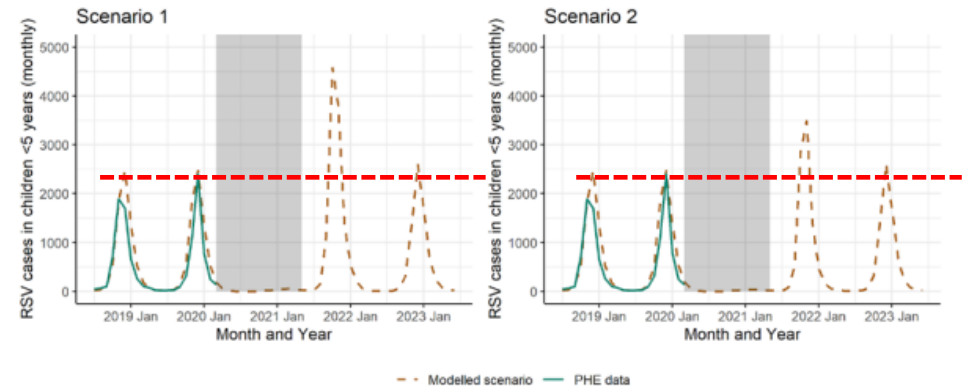 Scenario 1
RSV cases in children <5 years (monthly)
5000
4000
3000
2000
1000
0
2019 Jan 2020 Jan 2021 Jan 2022 Jan 2023 Jan
Month and Year
Scenario 2
RSV cases in children <5 years (monthly)
5000
4000
3000
2000
1000
0
2019 Jan 2020 Jan 2021 Jan 2022 Jan 2023 Jan
Month and Year
Modelled scenario PHE data